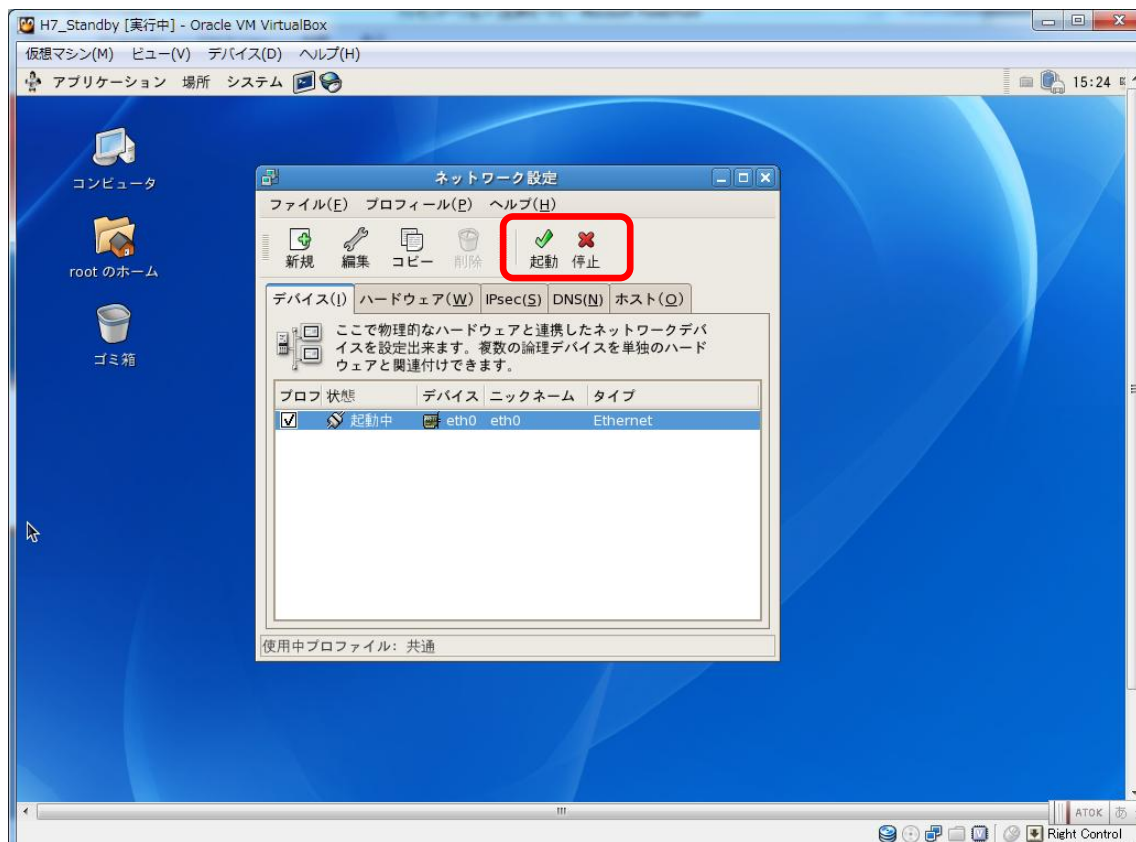 H7_Standby [実行中] - Oracle VM VirtualBox
仮想マシン(M) ビュー(V) デバイス(D) ヘルプ(H)
アプリケーション 場所 システム 15:24
コンピュータ
root のホーム
ゴミ箱
ネットワーク設定
ファイル(F) プロフィール(P) ヘルプ(H)
新規 編集 コピー 削除 起動 停止
デバイス(I) ハードウェア(W) IPsec(S) DNS(N) ホスト(O)
ここで物理的なハードウェアと連携したネットワークデバ
イスを設定出来ます。複数の論理デバイスを単独のハード
ウェアと関連付けできます。
プロフ 状態 デバイス ニックネーム タイプ
起動中 eth0 eth0 Ethernet
使用中プロファイル: 共通
ATOK あ
Right Control